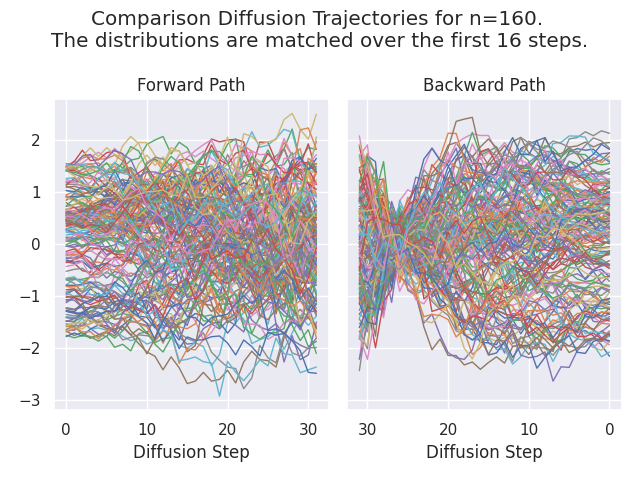 Comparison Diffusion Trajectories for n=160.
The distributions are matched over the first 16 steps.
Forward Path
Backward Path
2
1
0
−1
−2
−3
0
10
20
30
30
20
10
0
Diffusion Step
Diffusion Step